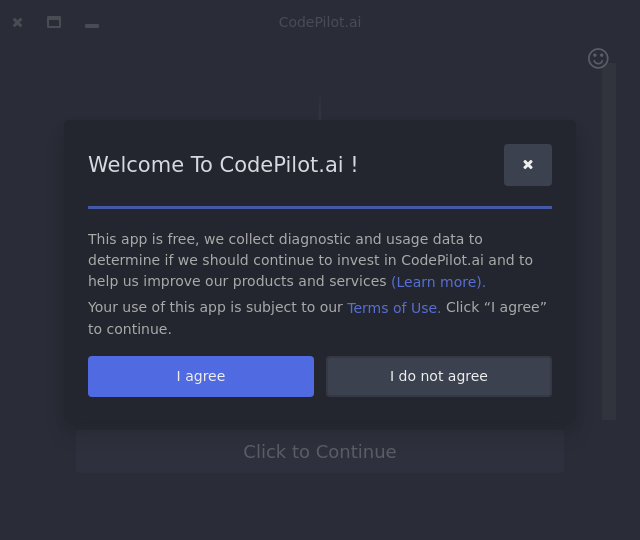 CodePilot.ai
Welcome To CodePilot.ai !
This app is free, we collect diagnostic and usage data to
determine if we should continue to invest in CodePilot.ai and to
help us improve our products and services (Learn more).
Your use of this app is subject to our Terms of Use. Click “I agree”
to continue.
I agree
I do not agree
Click to Continue